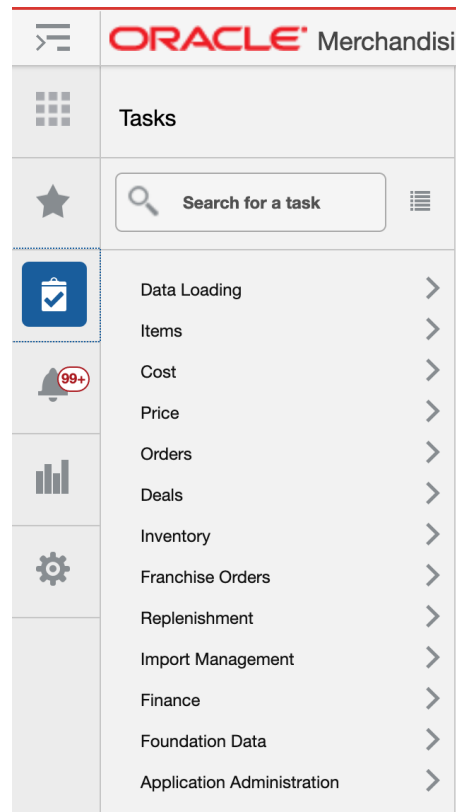 ORACLE® Merchandisi
Tasks
Search for a task
Data Loading
Items
99+
Cost
Price
Orders
Deals
Inventory
Franchise Orders
Replenishment
Import Management
Finance
Foundation Data
Application Administration